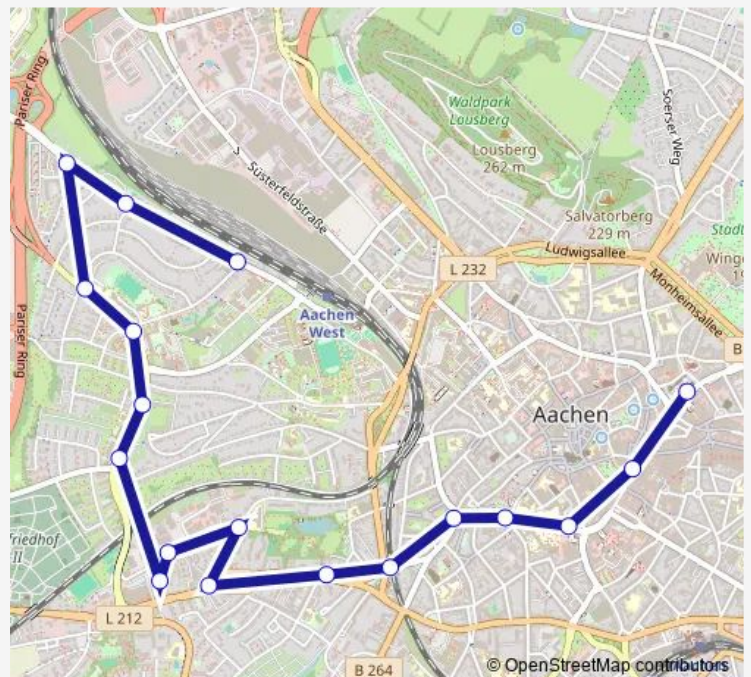 Pariser Ring
Waldpark
Lousberg
Soerser Weg
Lousberg
262 m
Süsterfeldstraße
Salvatorberg
229 m
Ludwigsallee
L 232
Monheimsallee
Aachen
West
Pariser Ring
Aachen
L 212
B 264
© OpenStreetMap contributors